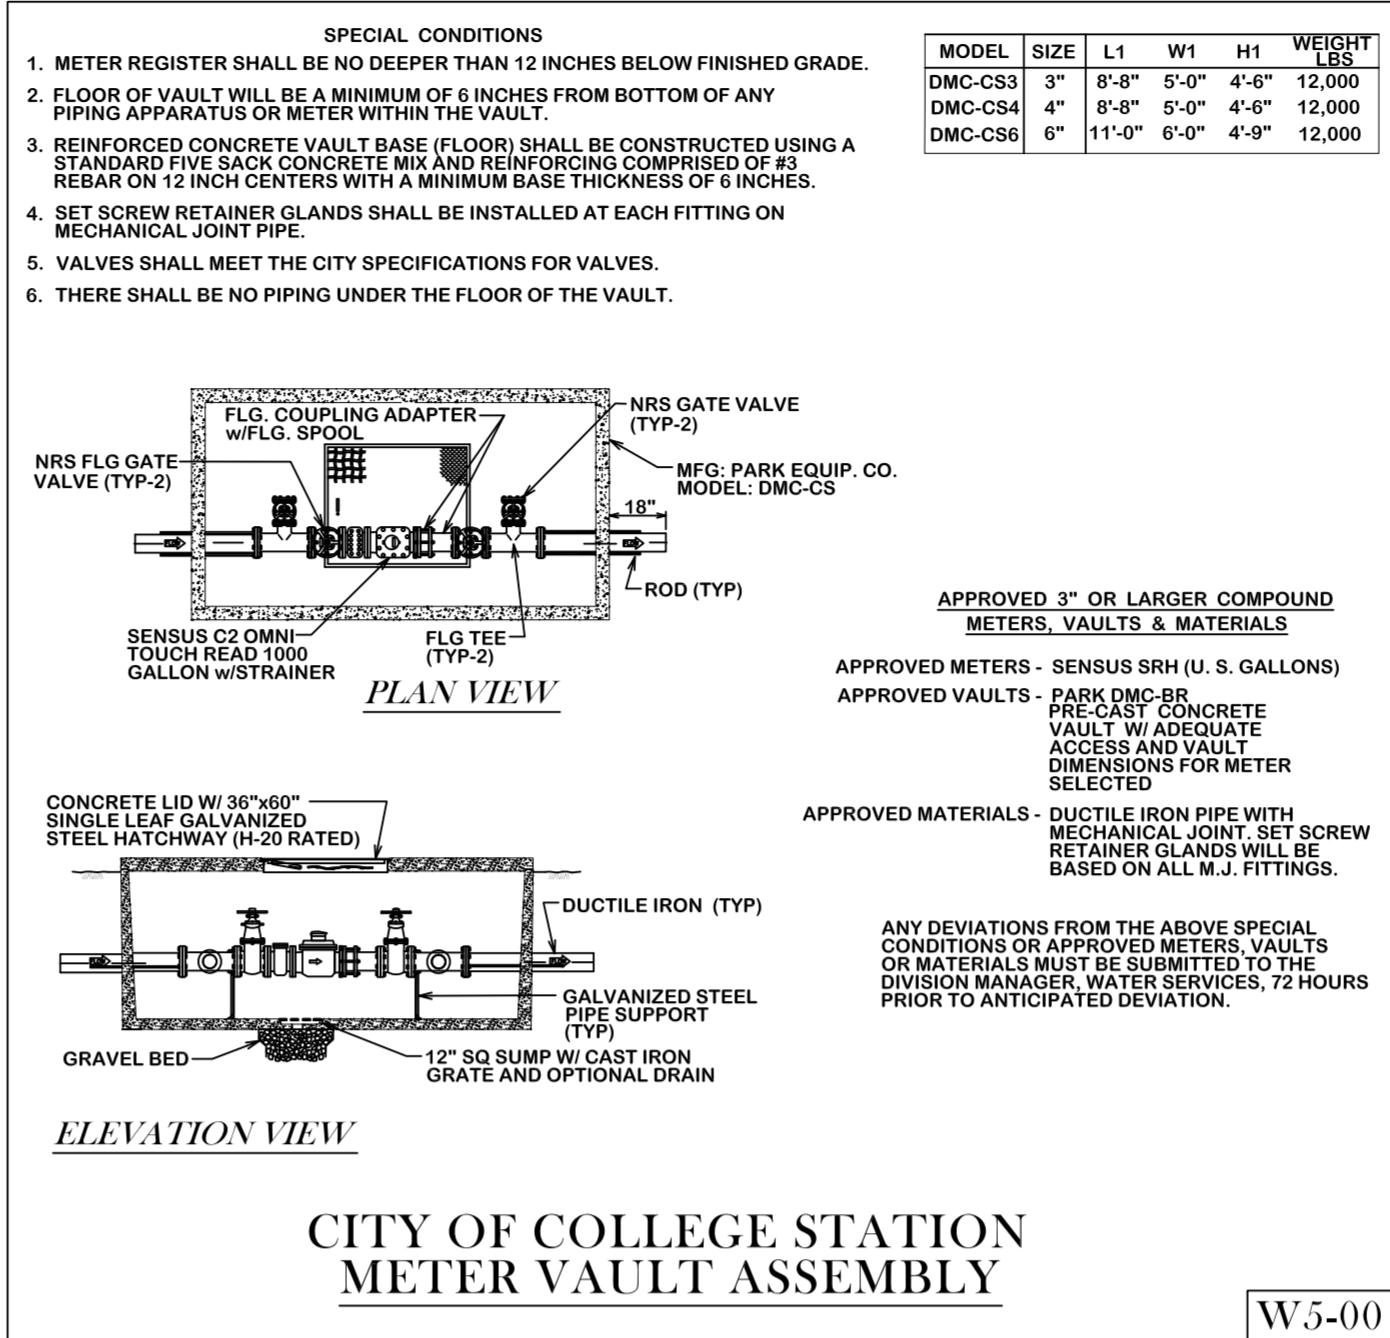 SPECIAL CONDITIONS
1. METER REGISTER SHALL BE NO DEEPER THAN 12 INCHES BELOW FINISHED GRADE.
2. FLOOR OF VAULT WILL BE A MINIMUM OF 6 INCHES FROM BOTTOM OF ANY
PIPING APPARATUS OR METER WITHIN THE VAULT.
3. REINFORCED CONCRETE VAULT BASE (FLOOR) SHALL BE CONSTRUCTED USING A
STANDARD FIVE SACK CONCRETE MIX AND REINFORCING COMPRISED OF #3
REBAR ON 12 INCH CENTERS WITH A MINIMUM BASE THICKNESS OF 6 INCHES.
4. SET SCREW RETAINER GLANDS SHALL BE INSTALLED AT EACH FITTING ON
MECHANICAL JOINT PIPE.
5. VALVES SHALL MEET THE CITY SPECIFICATIONS FOR VALVES.
6. THERE SHALL BE NO PIPING UNDER THE FLOOR OF THE VAULT.
MODEL SIZE L1 W1 H1 WEIGHT LBS
DMC-CS3 3" 8'-8" 5'-0" 4'-6" 12,000
DMC-CS4 4" 8'-8" 5'-0" 4'-6" 12,000
DMC-CS6 6" 11'-0" 6'-0" 4'-9" 12,000
FLG. COUPLING ADAPTER
w/FLG. SPOOL
NRS GATE VALVE
(TYP-2)
NRS FLG GATE
VALVE (TYP-2)
MFG: PARK EQUIP. CO.
MODEL: DMC-CS
18"
ROD (TYP)
SENSUS C2 OMNI
TOUCH READ 1000
GALLON w/STRAINER
FLG TEE
(TYP-2)
PLAN VIEW
APPROVED 3" OR LARGER COMPOUND
METERS, VAULTS & MATERIALS
APPROVED METERS - SENSUS SRH (U. S. GALLONS)
APPROVED VAULTS - PARK DMC-BR
PRE-CAST CONCRETE
VAULT W/ ADEQUATE
ACCESS AND VAULT
DIMENSIONS FOR METER
SELECTED
APPROVED MATERIALS - DUCTILE IRON PIPE WITH
MECHANICAL JOINT. SET SCREW
RETAINER GLANDS WILL BE
BASED ON ALL M.J. FITTINGS.
ANY DEVIATIONS FROM THE ABOVE SPECIAL
CONDITIONS OR APPROVED METERS, VAULTS
OR MATERIALS MUST BE SUBMITTED TO THE
DIVISION MANAGER, WATER SERVICES, 72 HOURS
PRIOR TO ANTICIPATED DEVIATION.
CONCRETE LID W/ 36"x60"
SINGLE LEAF GALVANIZED
STEEL HATCHWAY (H-20 RATED)
DUCTILE IRON (TYP)
GALVANIZED STEEL
PIPE SUPPORT
(TYP)
GRAVEL BED
12" SQ SUMP W/ CAST IRON
GRATE AND OPTIONAL DRAIN
ELEVATION VIEW
CITY OF COLLEGE STATION
METER VAULT ASSEMBLY
W5-00